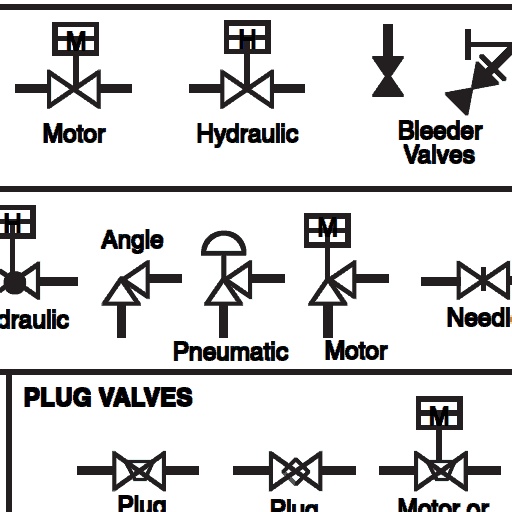 M
H
Motor
Hydraulic
Bleeder
Valves
H
M
Angle
draulic
Needl
Pneumatic
Motor
PLUG VALVES
M
Plug
Plug
Motor or